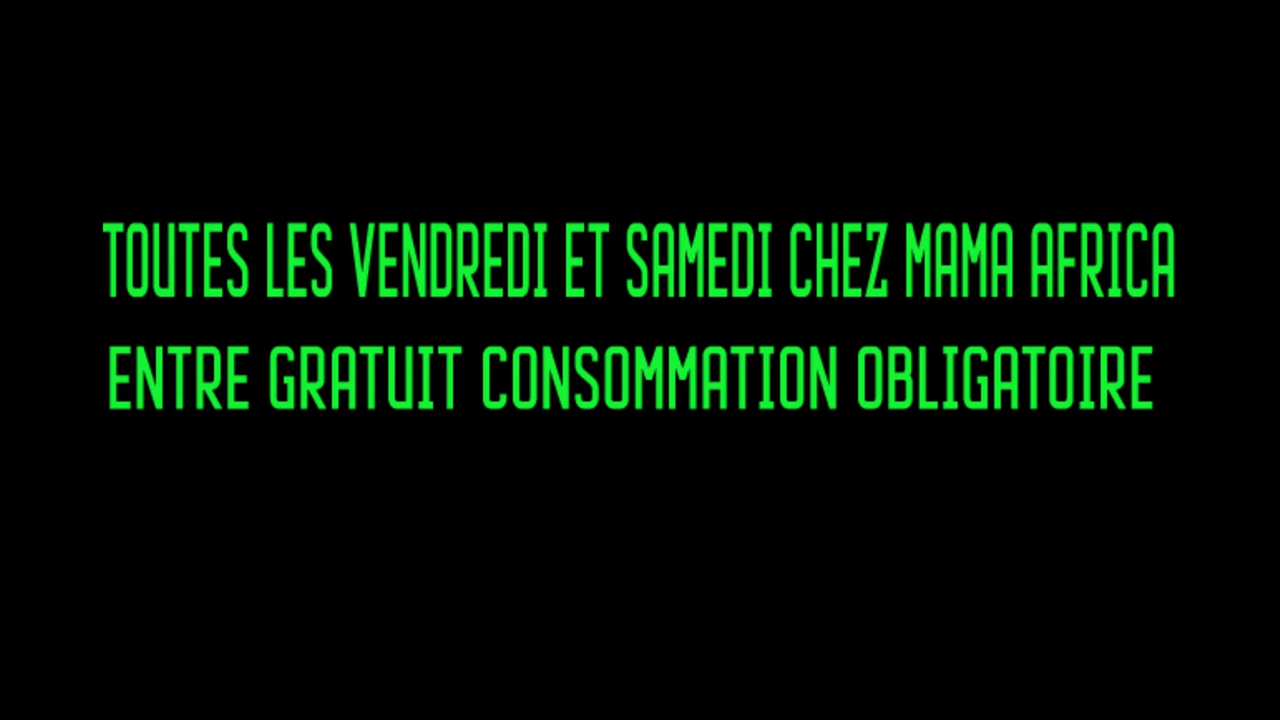 TOUTES LES VENDREDI ET SAMEDI CHEZ MAMA AFRICA
ENTRE GRATUIT CONSOMMATION OBLIGATOIRE